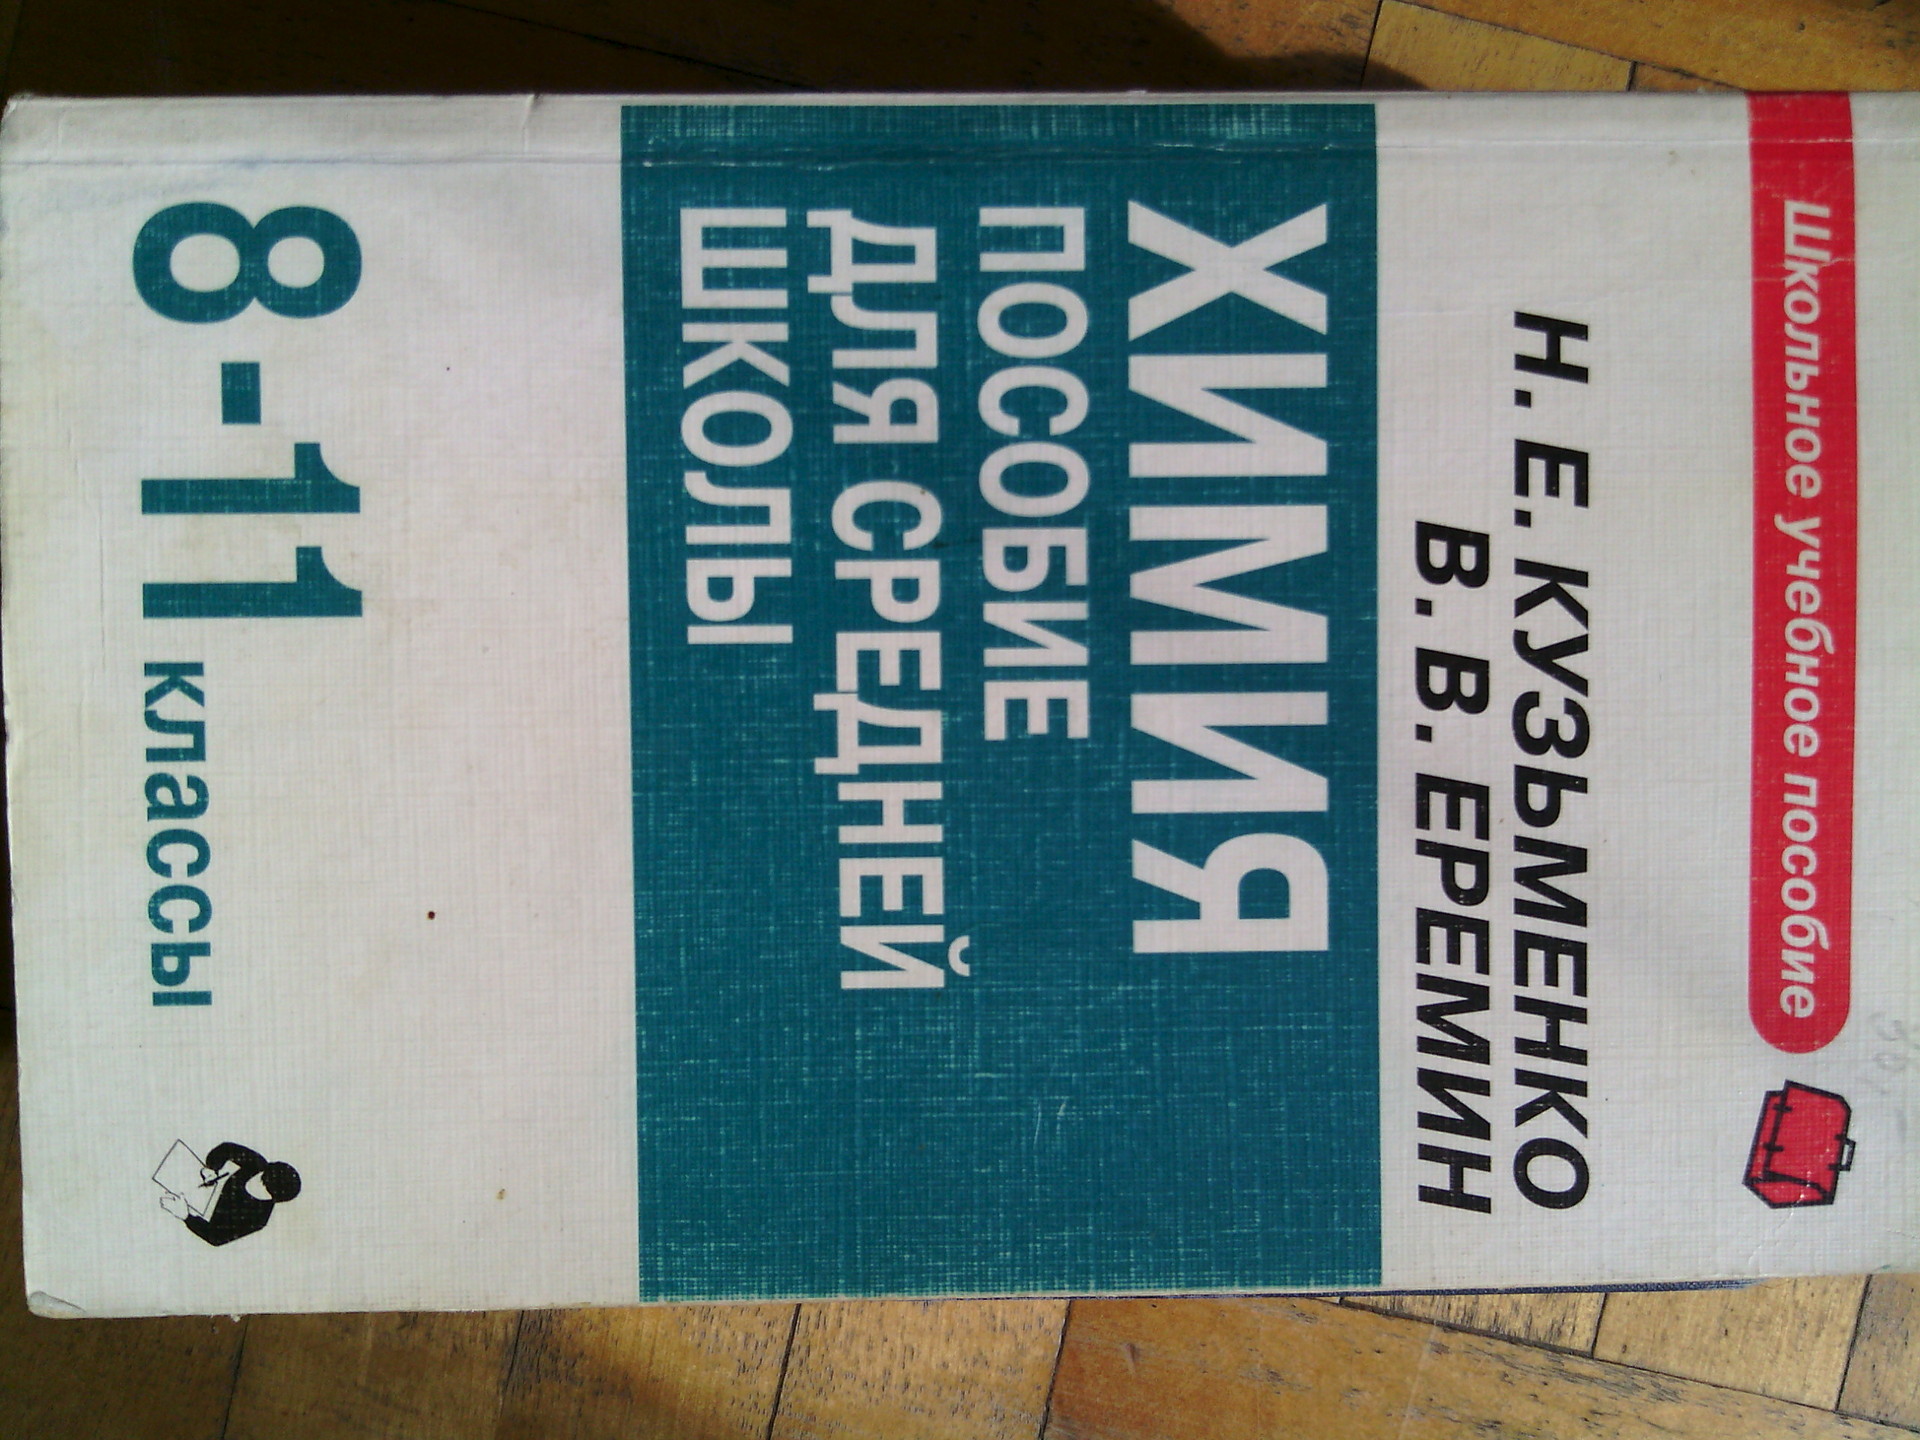 Школьное учебное пособие
Н. Е. КУЗЬМЕНКО
В. В. ЕРЕМИН
ХИМИЯ
ПОСОБИЕ
ДЛЯ СРЕДНЕЙ
ШКОЛЫ
8-11 классы